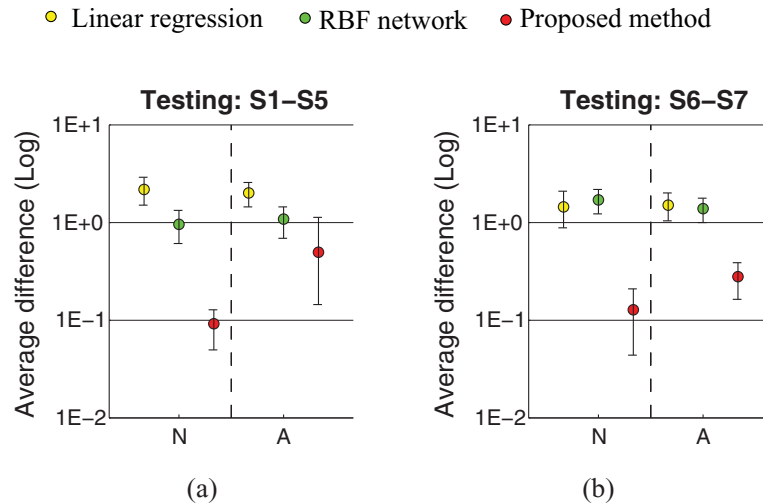 Linear regression RBF network Proposed method
Testing: S1–S5
Average difference (Log)
1E+1
1E+0
1E−1
1E−2
N A
(a)
Testing: S6–S7
Average difference (Log)
1E+1
1E+0
1E−1
1E−2
N A
(b)